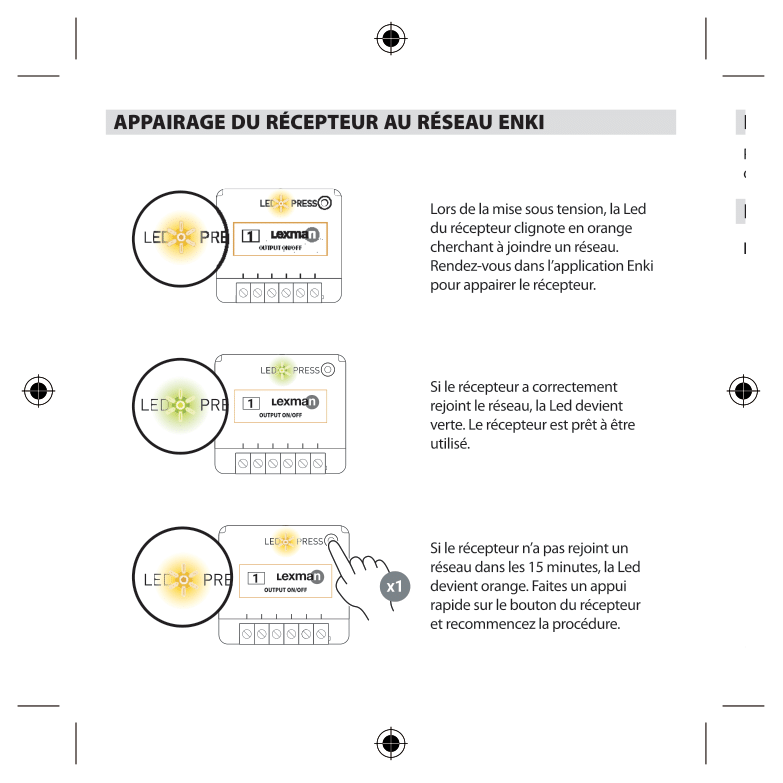 APPAIRAGE DU RÉCEPTEUR AU RÉSEAU ENKI
LED PRE
LED PRESS
1 Lexman
OUTPUT ON/OFF
Lors de la mise sous tension, la Led
du récepteur clignote en orange
cherchant à joindre un réseau.
Rendez-vous dans l’application Enki
pour appairer le récepteur.
LED PRE
LED PRESS
1 Lexman
OUTPUT ON/OFF
Si le récepteur a correctement
rejoint le réseau, la Led devient
verte. Le récepteur est prêt à être
utilisé.
LED PRE
LED PRESS
1 Lexman
OUTPUT ON/OFF
x1
Si le récepteur n’a pas rejoint un
réseau dans les 15 minutes, la Led
devient orange. Faites un appui
rapide sur le bouton du récepteur
et recommencez la procédure.